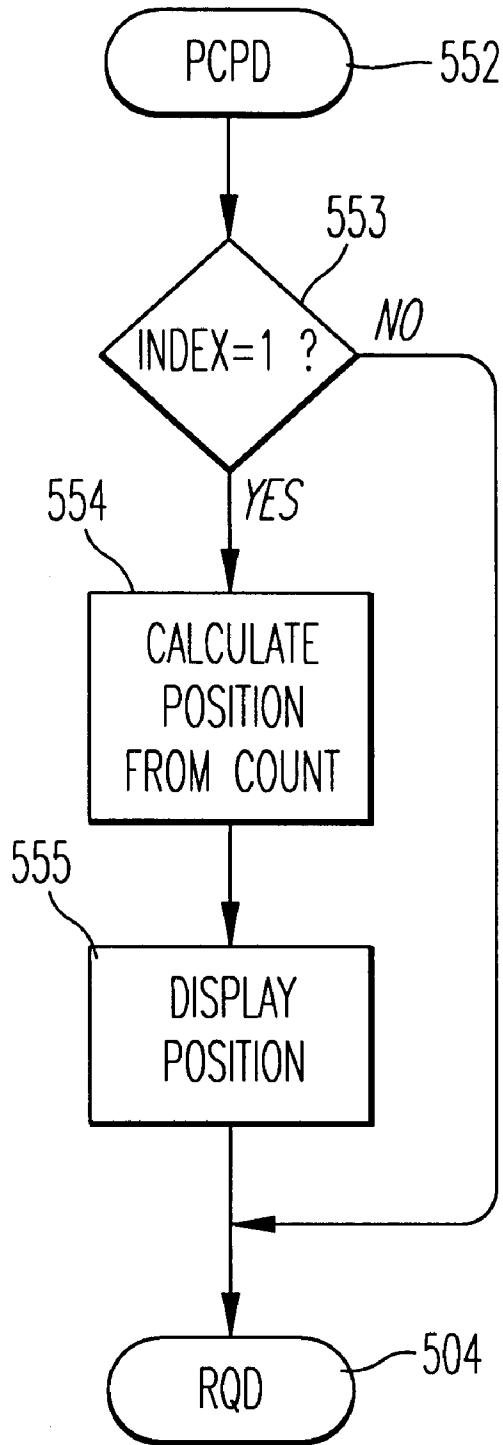 PCPD
552
553
INDEX=1 ?
NO
YES
554
CALCULATE
POSITION
FROM COUNT
555
DISPLAY
POSITION
RQD
504